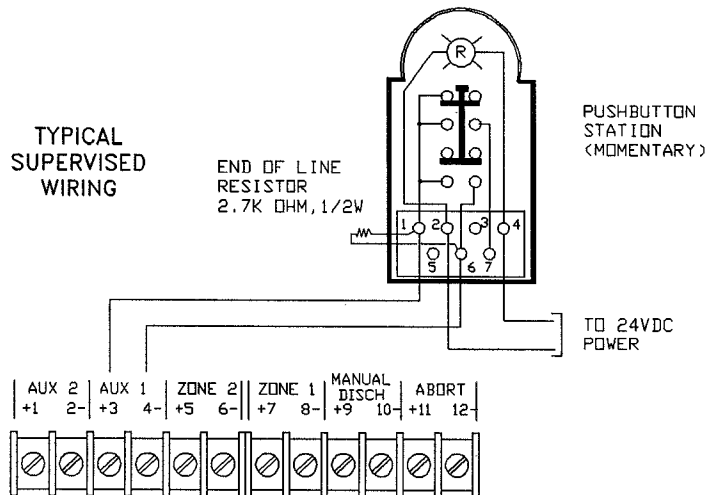 R
PUSHBUTTON
STATION
(MOMENTARY)
TYPICAL
SUPERVISED
WIRING
END OF LINE
RESISTOR
2.7K OHM,1/2W
1 2 3 4
5 6 7
TO 24VDC
POWER
AUX 2 AUX 1 ZONE 2 ZONE 1 MANUAL DISCH ABORT
+1 2- +3 4- +5 6- +7 8- +9 10- +11 12-